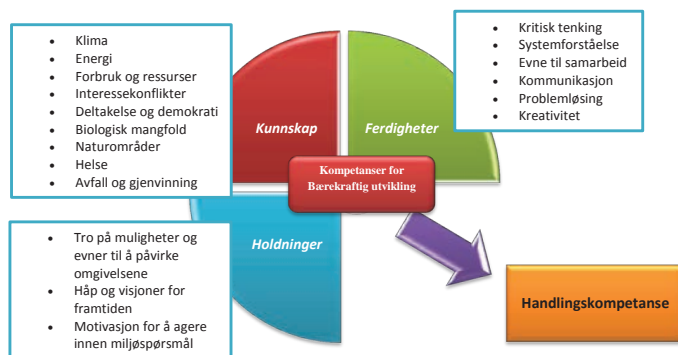 • Klima
• Energi
• Forbruk og ressurser
• Interessekonflikter
• Deltakelse og demokrati
• Biologisk mangfold
• Naturområder
• Helse
• Avfall og gjenvinning
Kunnskap
Ferdigheter
• Kritisk tenking
• Systemforståelse
• Evne til samarbeid
• Kommunikasjon
• Problemløsing
• Kreativitet
Kompetanser for
Bærekraftig utvikling
• Tro på muligheter og
evner til å påvirke
omgivelsene
• Håp og visjoner for
framtiden
• Motivasjon for å agere
innen miljøspørsmål
Holdninger
Handlingskompetanse